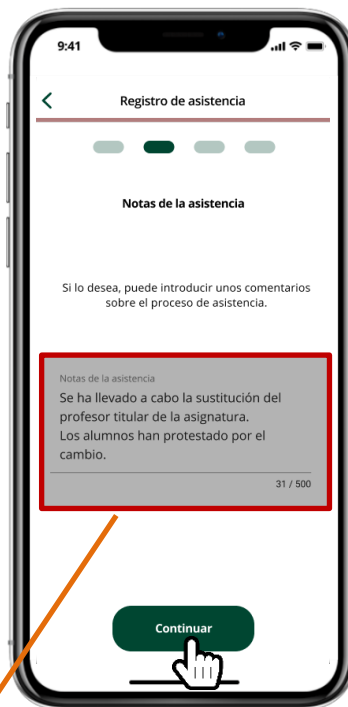 9:41
Registro de asistencia
Notas de la asistencia
Si lo desea, puede introducir unos comentarios
sobre el proceso de asistencia.
Notas de la asistencia
Se ha llevado a cabo la sustitución del
profesor titular de la asignatura.
Los alumnos han protestado por el
cambio.
31 / 500
Continuar